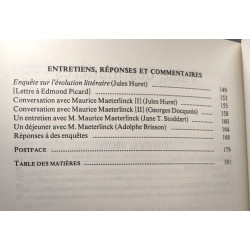 ENTRETIENS, RÉPONSES ET COMMENTAIRES
Enquête sur l'évolution littéraire (Jules Huret) 149
[Lettre à Edmond Picard] 153
Conversation avec Maurice Maeterlinck [I] (Jules Huret) 155
Conversation avec Maurice Maeterlinck [II] (Georges Docquois) 158
Un entretien avec M. Maurice Maeterlinck (Jane T. Stoddart) 160
Un déjeuner avec M. Maeterlinck (Adolphe Brisson) 164
Réponses à des enquêtes 168
POSTFACE 179
TABLE DES MATIÈRES 181